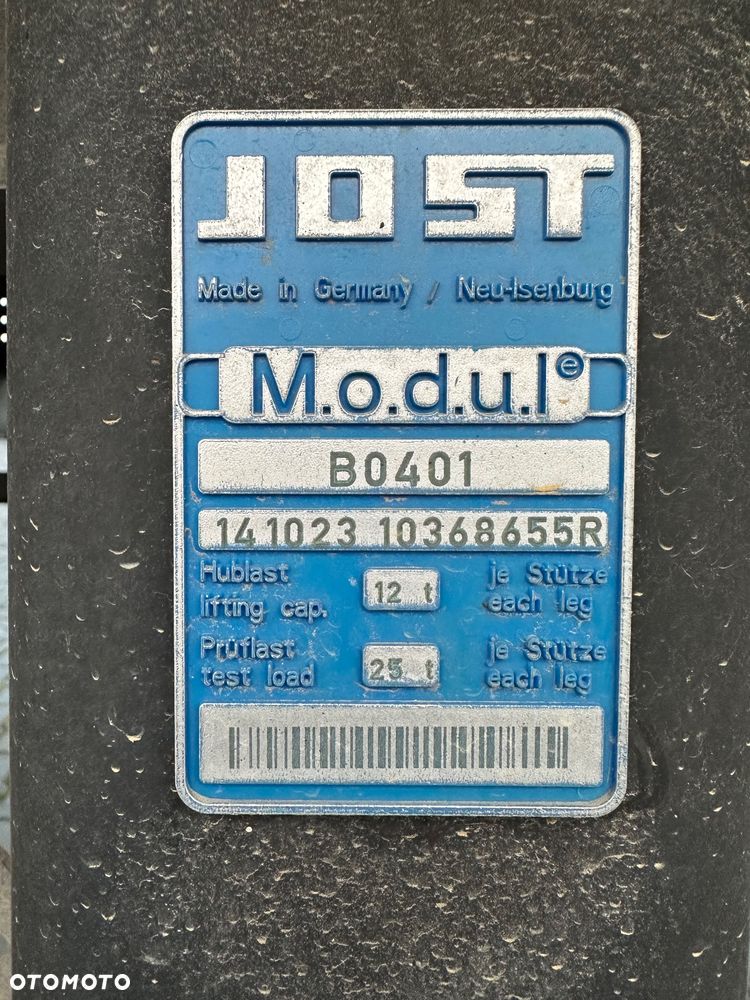 JOST
Made in Germany / Neu-Isenburg
M.o.d.u.l ⓔ
B0401
141023 10368655R
Hublast 12 t je Stütze
lifting cap. each leg
Prüflast 25 t je Stütze
test load each leg
OTOMOTO